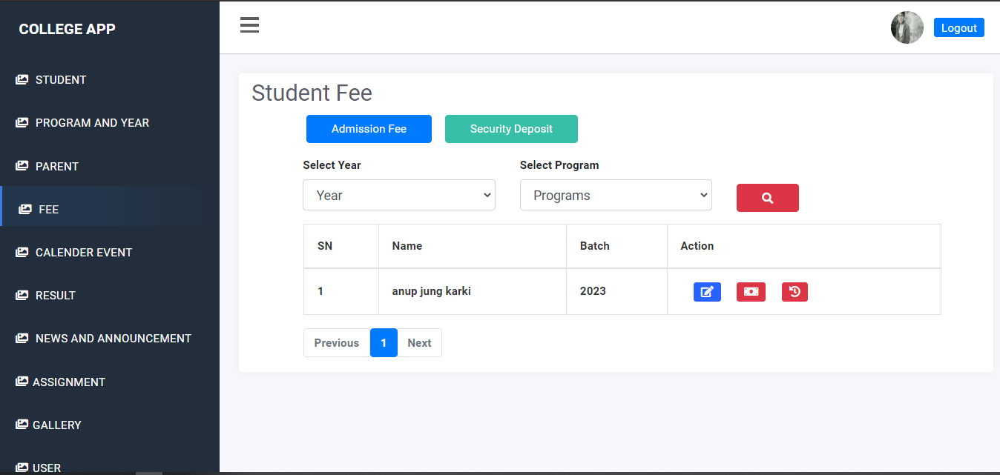 COLLEGE APP
Logout
STUDENT
PROGRAM AND YEAR
PARENT
FEE
CALENDER EVENT
RESULT
NEWS AND ANNOUNCEMENT
ASSIGNMENT
GALLERY
USER
Student Fee
Admission Fee Security Deposit
Select Year Select Program
Year Programs
SN Name Batch Action
1 anup jung karki 2023
Previous 1 Next